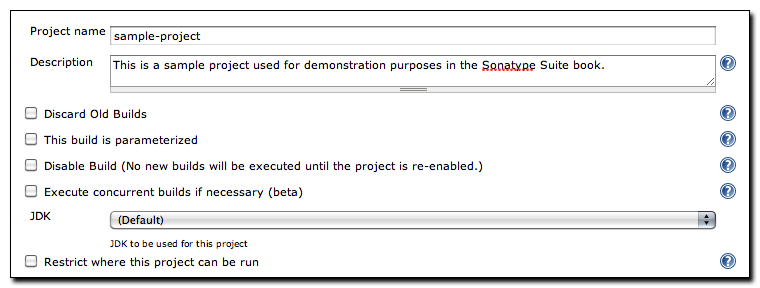 Project name sample-project
Description This is a sample project used for demonstration purposes in the Sonatype Suite book.
Discard Old Builds
This build is parameterized
Disable Build (No new builds will be executed until the project is re-enabled.)
Execute concurrent builds if necessary (beta)
JDK (Default)
JDK to be used for this project
Restrict where this project can be run